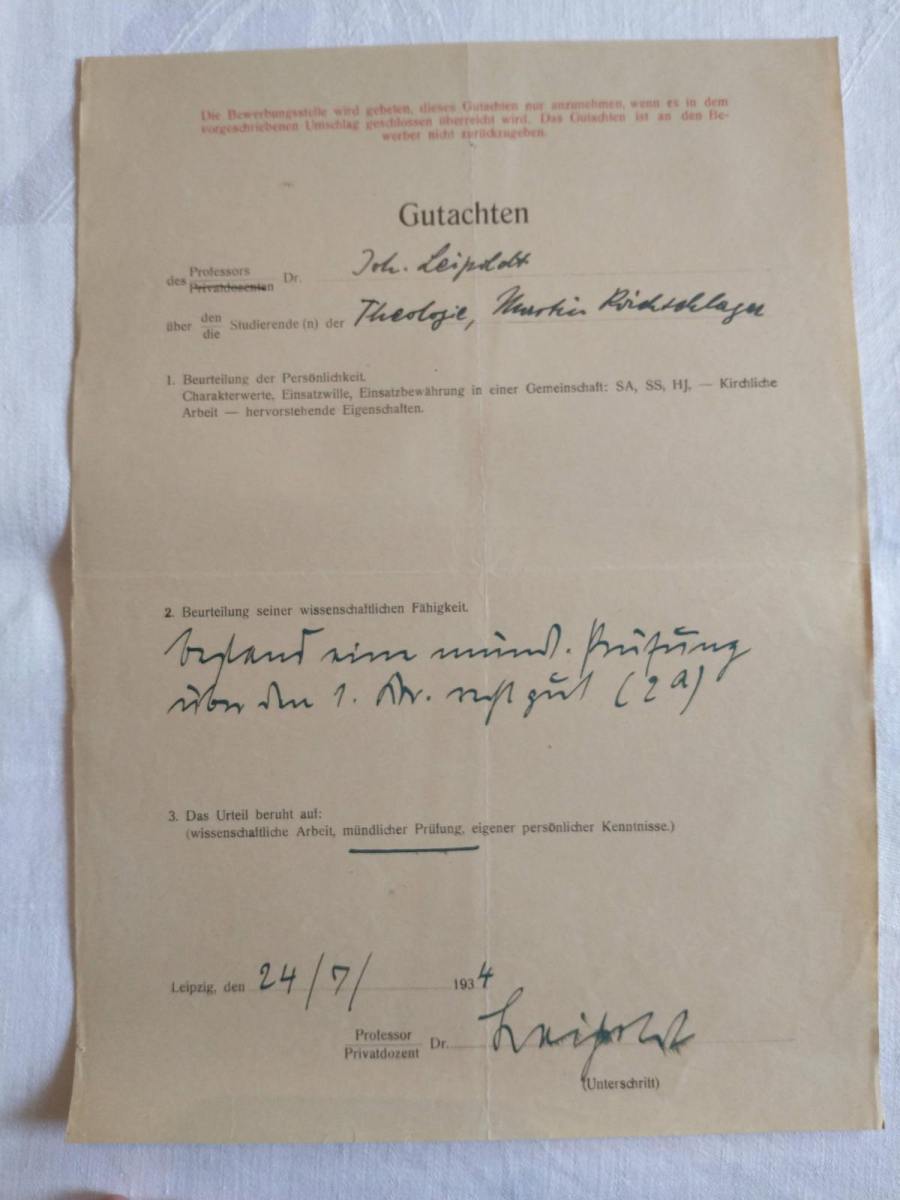 Die Bewerbungsstelle wird gebeten, dieses Gutachten nur anzunehmen, wenn es in dem
vorgeschriebenen Umschlag geschlossen überreicht wird. Das Gutachten ist an den Be-
werber nicht zurückzugeben.
Gutachten
des Professors Dr. Joh. Leipoldt
Privatdozenten
über den Studierende(n) der Theologie, Martin
die
1. Beurteilung der Persönlichkeit.
Charakterwerte, Einsatzwille, Einsatzbewährung in einer Gemeinschaft: SA, SS, HJ, — Kirchliche
Arbeit — hervorstehende Eigenschaften.
2. Beurteilung seiner wissenschaftlichen Fähigkeit.
bestand eine mündl. Prüfung
über den 1. recht gut (2a)
3. Das Urteil beruht auf:
(wissenschaftliche Arbeit, mündlicher Prüfung, eigener persönlicher Kenntnisse.)
Leipzig, den 24/7/ 1934
Professor Dr. Leipoldt
Privatdozent
(Unterschrift)